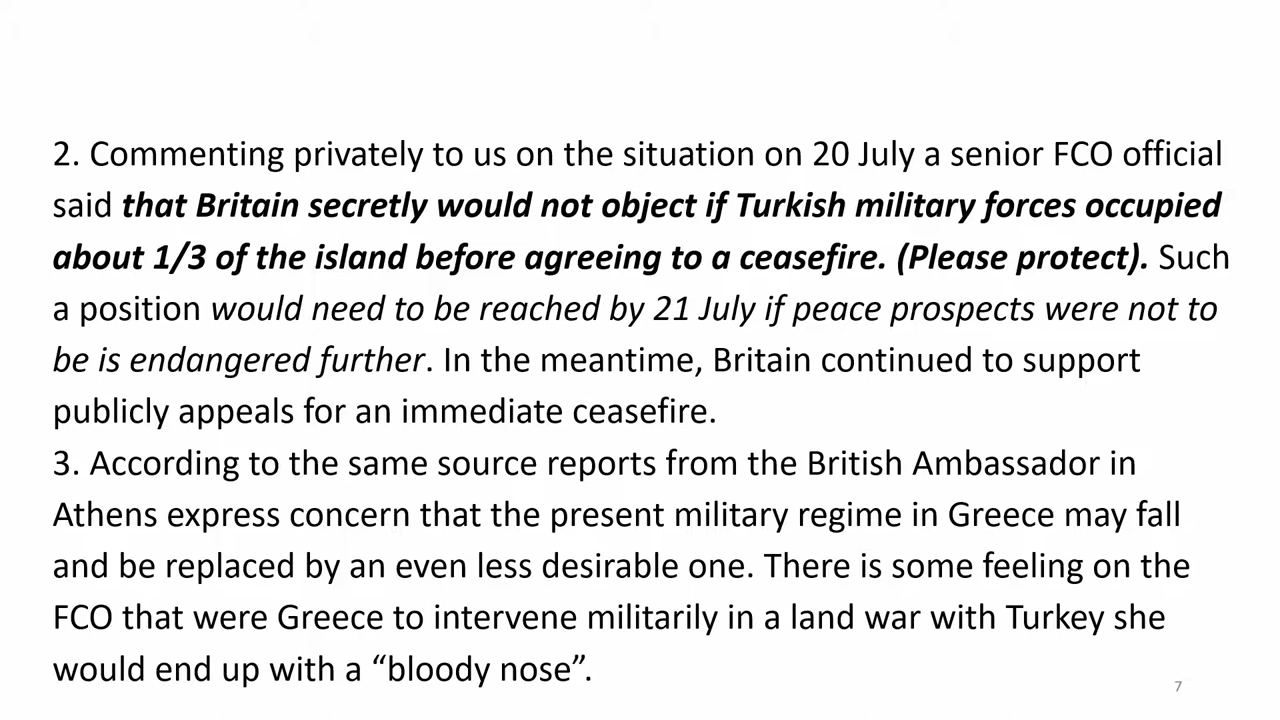 2. Commenting privately to us on the situation on 20 July a senior FCO official
said that Britain secretly would not object if Turkish military forces occupied
about 1/3 of the island before agreeing to a ceasefire. (Please protect). Such
a position would need to be reached by 21 July if peace prospects were not to
be is endangered further. In the meantime, Britain continued to support
publicly appeals for an immediate ceasefire.
3. According to the same source reports from the British Ambassador in
Athens express concern that the present military regime in Greece may fall
and be replaced by an even less desirable one. There is some feeling on the
FCO that were Greece to intervene militarily in a land war with Turkey she
would end up with a “bloody nose”.
7